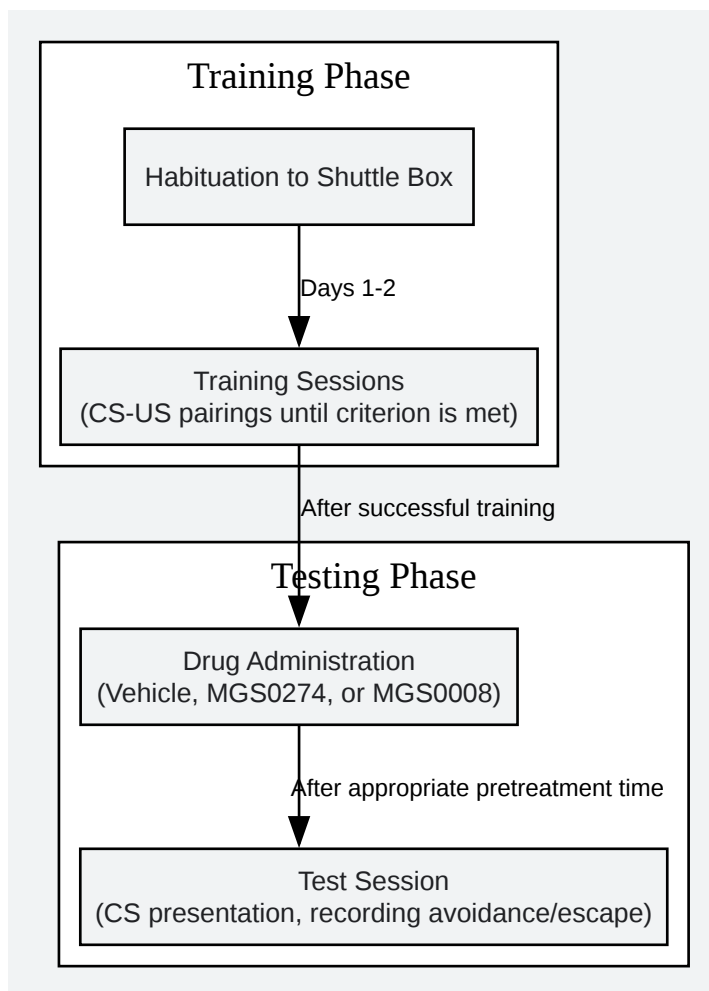 Training Phase
Habituation to Shuttle Box
Days 1-2
Training Sessions
(CS-US pairings until criterion is met)
After successful training
Testing Phase
Drug Administration
(Vehicle, MGS0274, or MGS0008)
After appropriate pretreatment time
Test Session
(CS presentation, recording avoidance/escape)